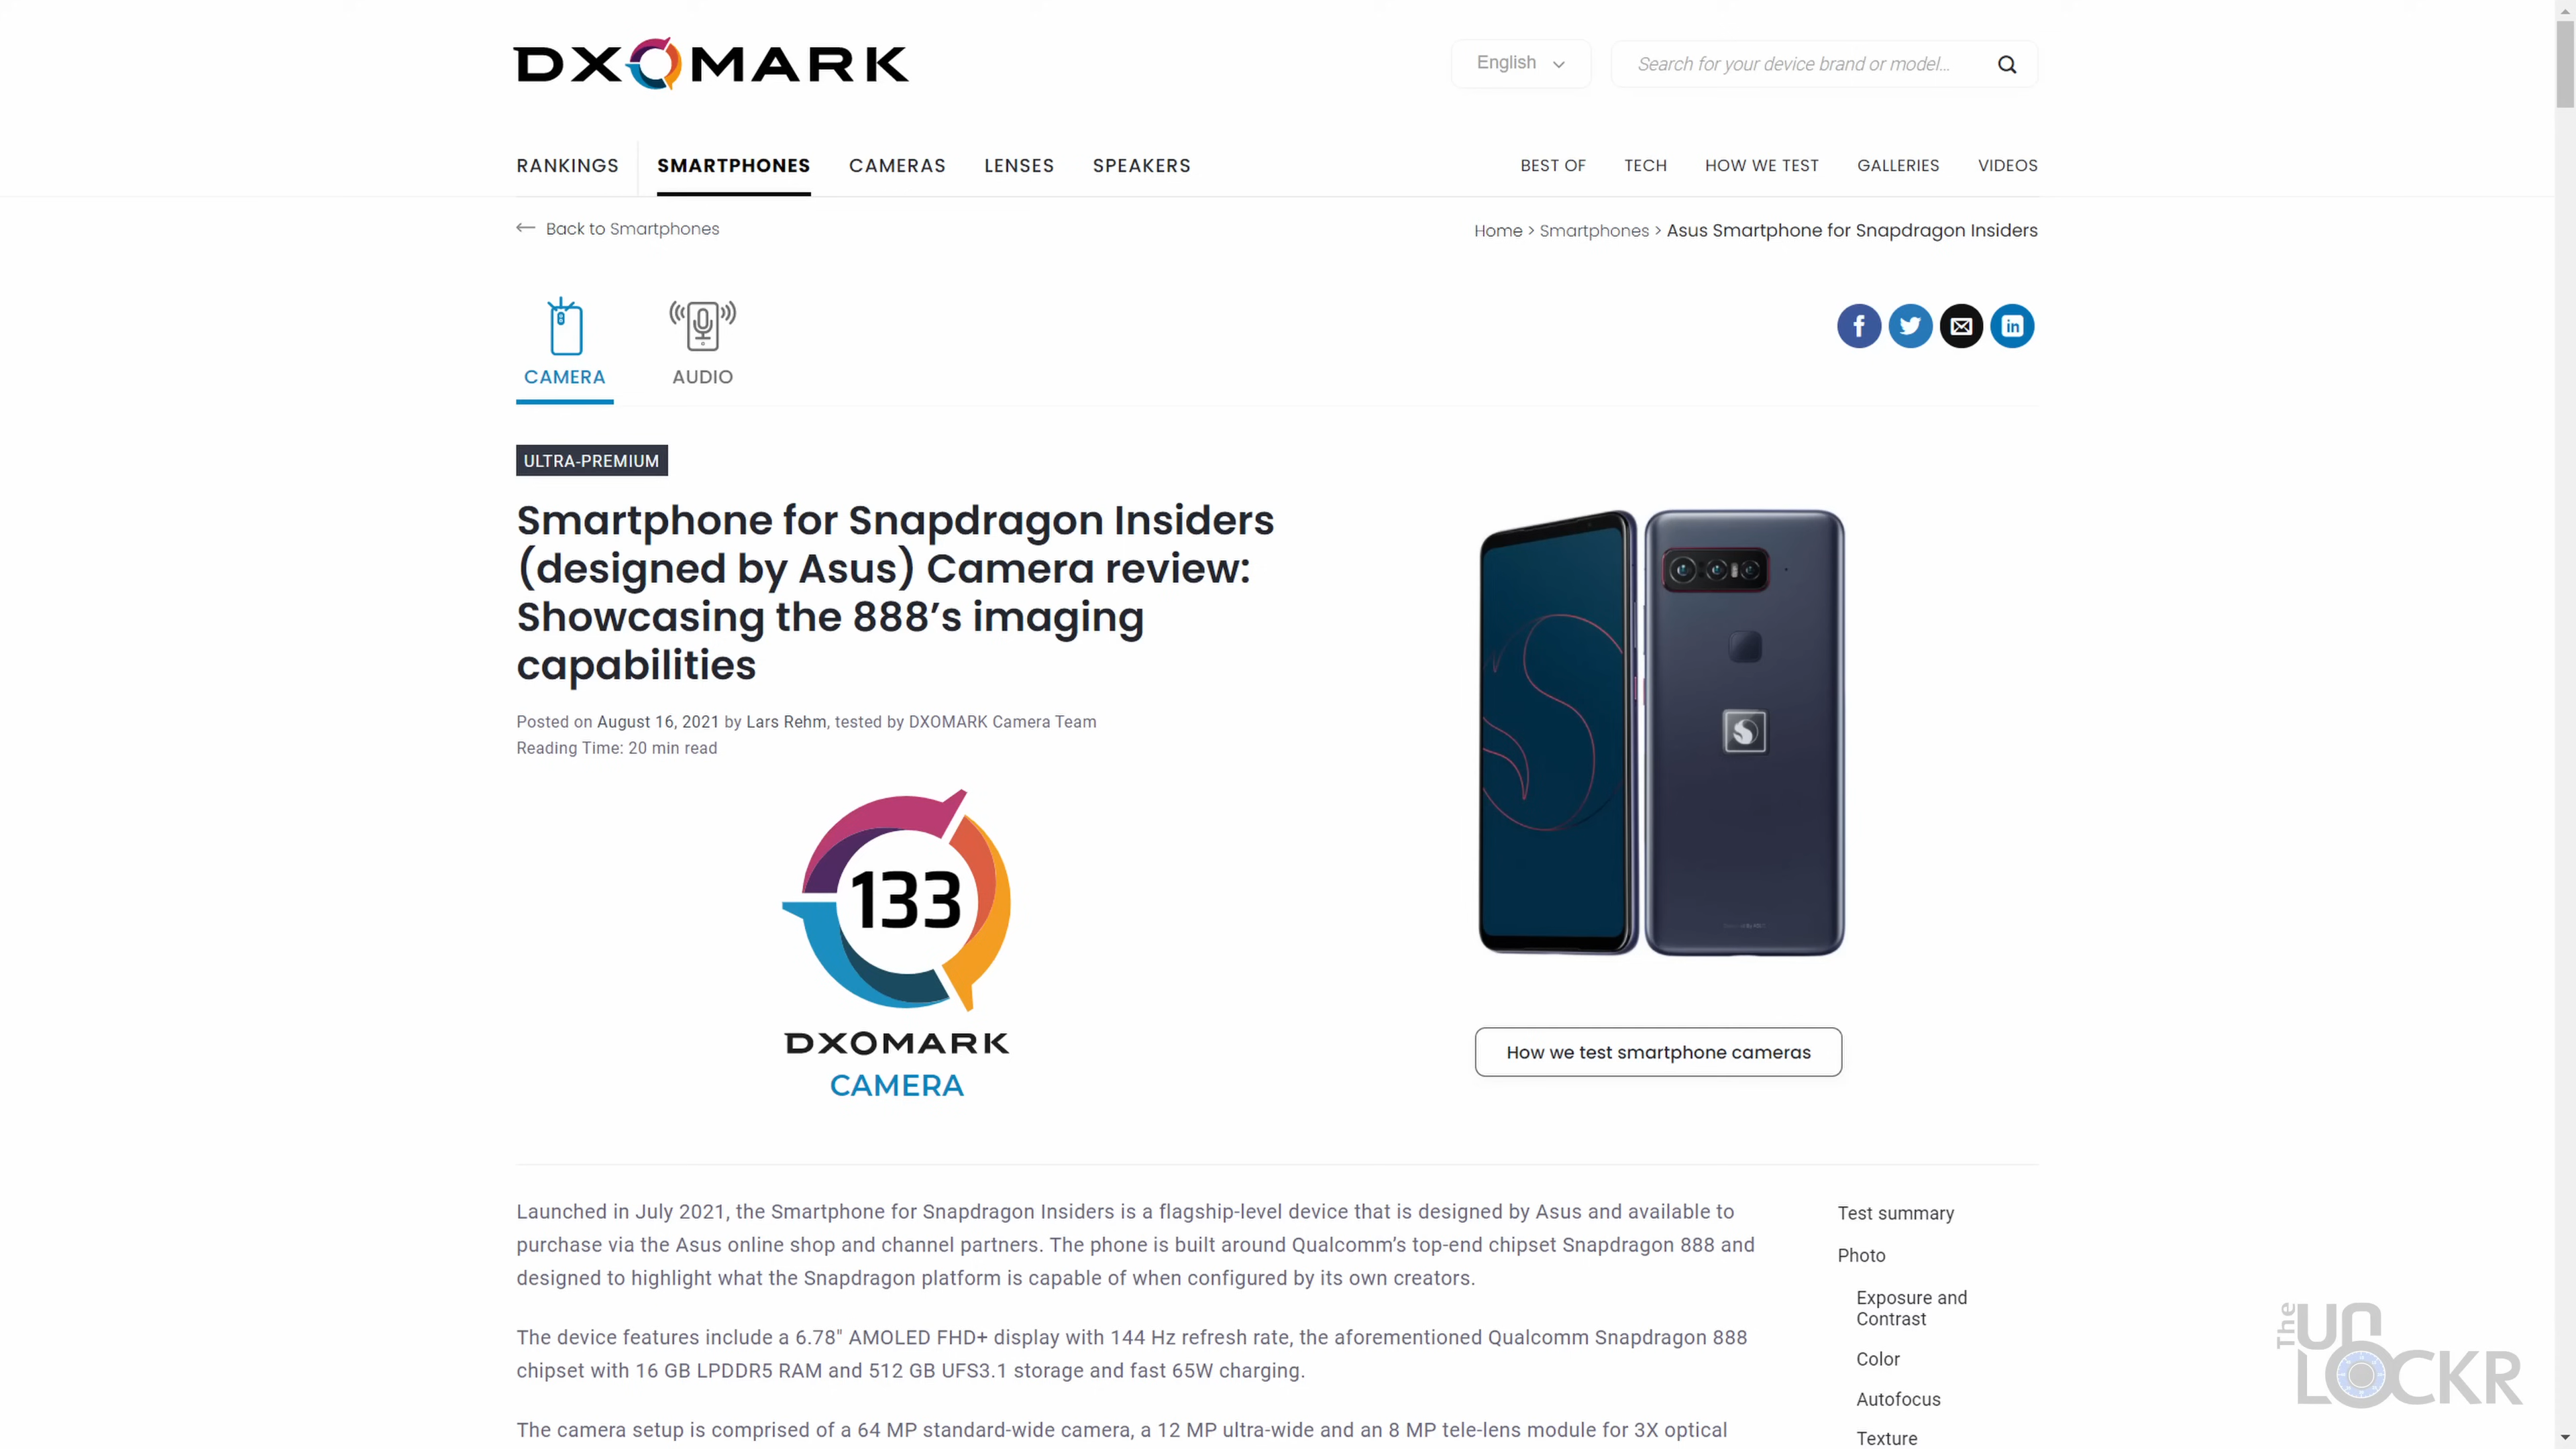 DXOMARK
English
Search for your device brand or model...
RANKINGS
SMARTPHONES
CAMERAS
LENSES
SPEAKERS
BEST OF
TECH
HOW WE TEST
GALLERIES
VIDEOS
← Back to Smartphones
Home > Smartphones > Asus Smartphone for Snapdragon Insiders
CAMERA
AUDIO
ULTRA-PREMIUM
Smartphone for Snapdragon Insiders
(designed by Asus) Camera review:
Showcasing the 888’s imaging
capabilities
Posted on August 16, 2021 by Lars Rehm, tested by DXOMARK Camera Team
Reading Time: 20 min read
133
DXOMARK
CAMERA
How we test smartphone cameras
Launched in July 2021, the Smartphone for Snapdragon Insiders is a flagship-level device that is designed by Asus and available to
purchase via the Asus online shop and channel partners. The phone is built around Qualcomm’s top-end chipset Snapdragon 888 and
designed to highlight what the Snapdragon platform is capable of when configured by its own creators.
The device features include a 6.78" AMOLED FHD+ display with 144 Hz refresh rate, the aforementioned Qualcomm Snapdragon 888
chipset with 16 GB LPDDR5 RAM and 512 GB UFS3.1 storage and fast 65W charging.
The camera setup is comprised of a 64 MP standard-wide camera, a 12 MP ultra-wide and an 8 MP tele-lens module for 3X optical
Test summary
Photo
Exposure and
Contrast
Color
Autofocus
Texture
The
UN
LOCKR